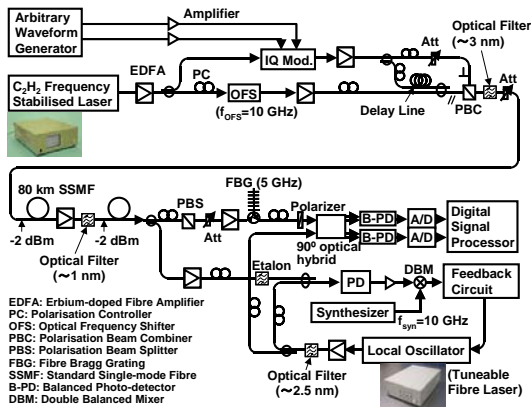 Arbitrary
Waveform
Generator
Amplifier
Optical Filter
(~3 nm)
Att
Att
EDFA
IQ Mod.
PC
C₂H₂ Frequency
Stabilised Laser
OFS
(f_OFS=10 GHz)
Delay Line
⊥
//
PBC
80 km SSMF
-2 dBm
-2 dBm
Optical Filter
(~1 nm)
PBS
Att
FBG (5 GHz)
Polarizer
90º optical
hybrid
B-PD
B-PD
A/D
A/D
Digital
Signal
Processor
Etalon
PD
DBM
Feedback
Circuit
Synthesizer
f_syn=10 GHz
Local Oscillator
(Tuneable
Fibre Laser)
Optical Filter
(~2.5 nm)
EDFA: Erbium-doped Fibre Amplifier
PC: Polarisation Controller
OFS: Optical Frequency Shifter
PBC: Polarisation Beam Combiner
PBS: Polarisation Beam Splitter
FBG: Fibre Bragg Grating
SSMF: Standard Single-mode Fibre
B-PD: Balanced Photo-detector
DBM: Double Balanced Mixer